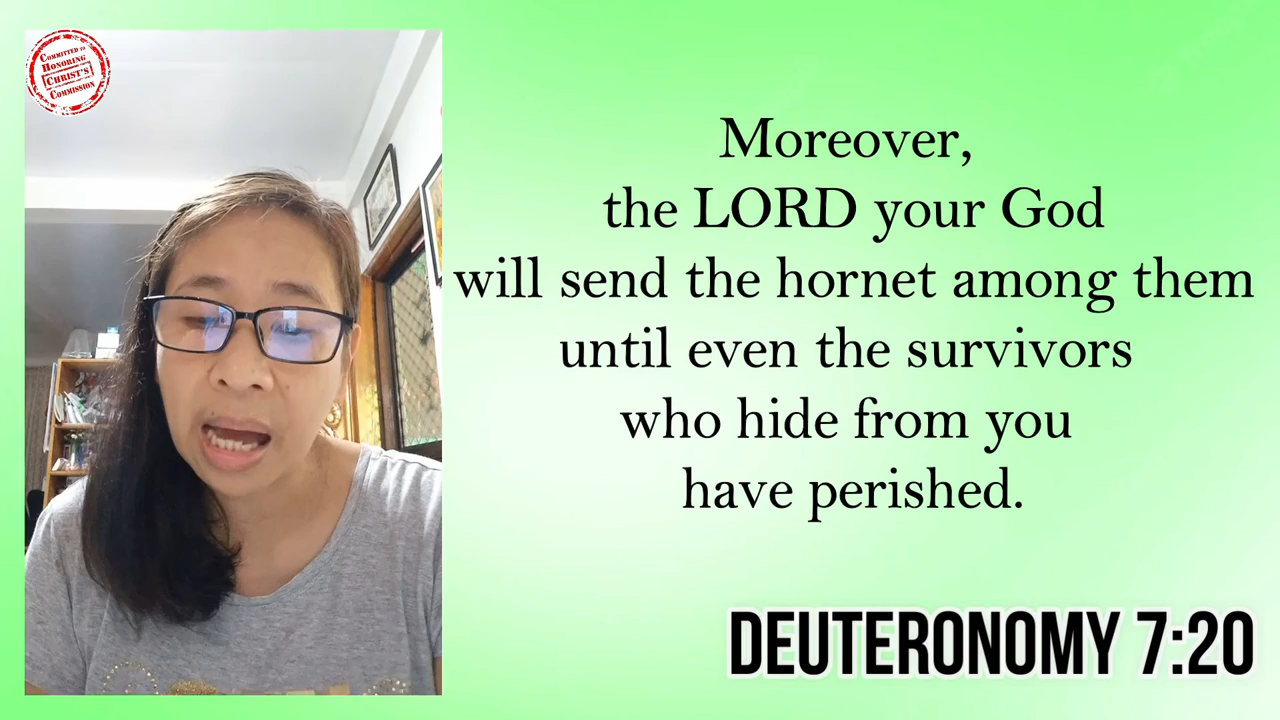 COMMITTED TO
HONORING
CHRIST'S
COMMISSION
Moreover,
the LORD your God
will send the hornet among them
until even the survivors
who hide from you
have perished.
DEUTERONOMY 7:20